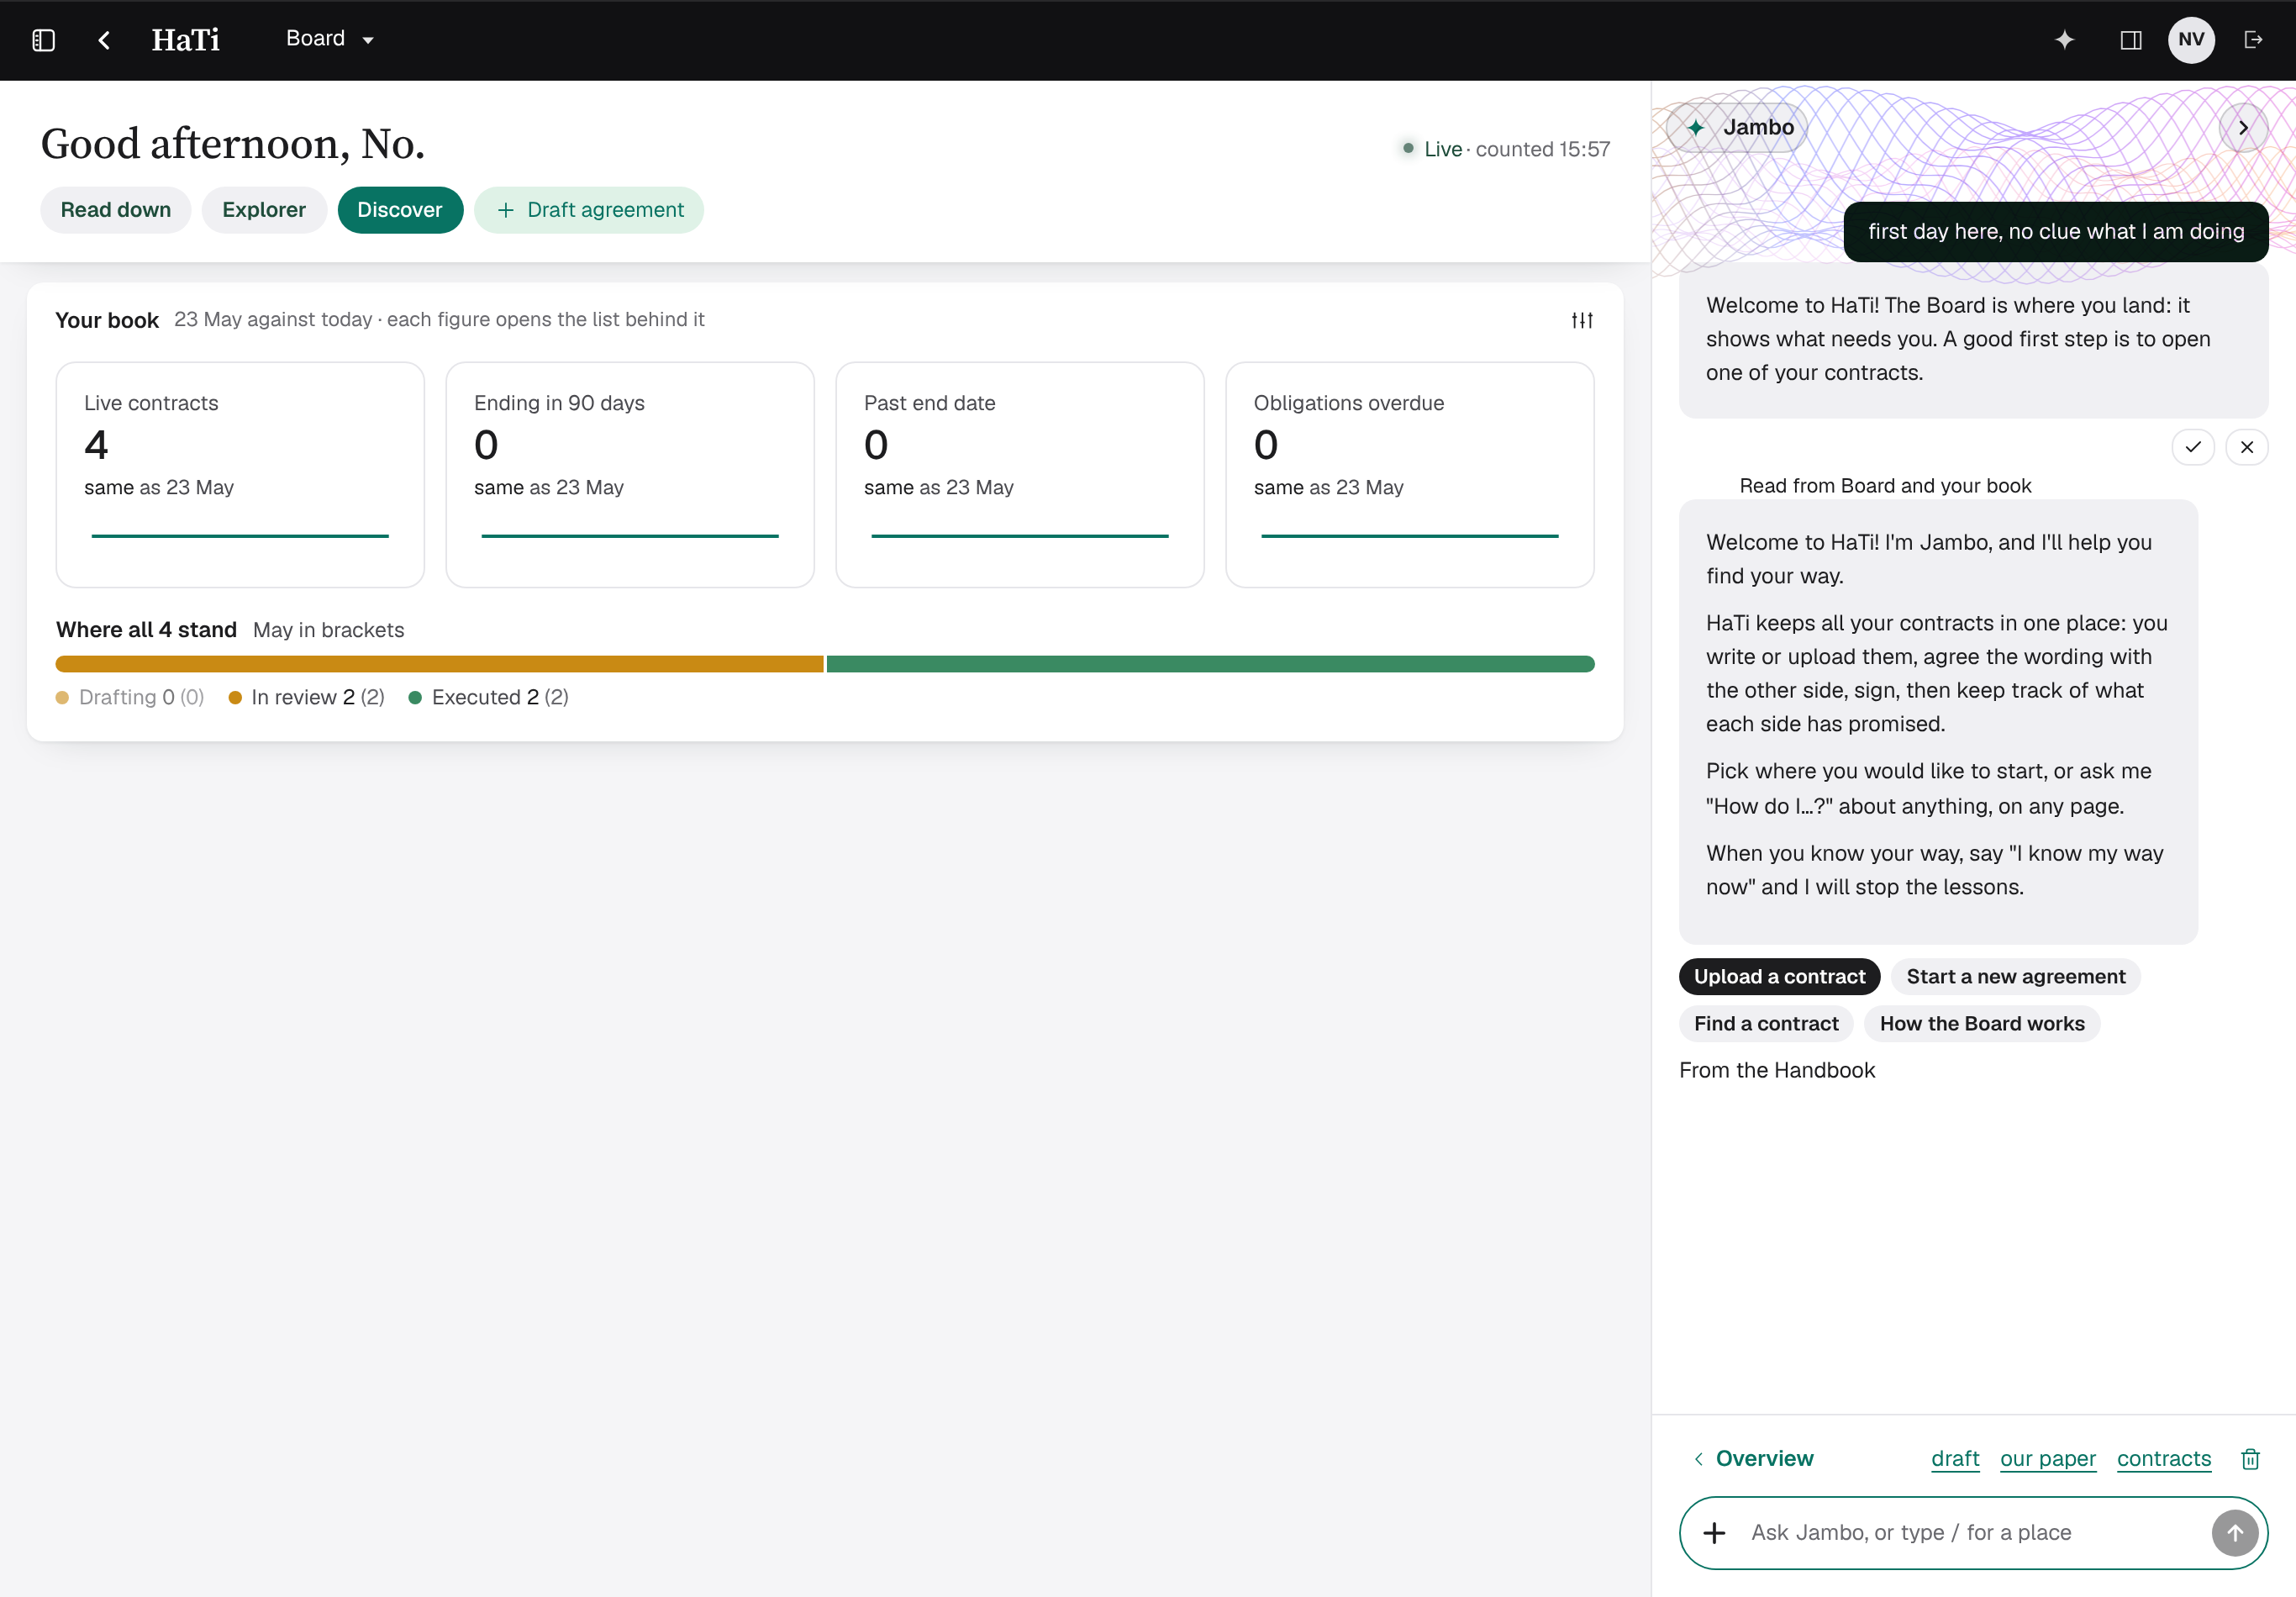 HaTi
Board
NV
Good afternoon, No.
Live · counted 15:57
Read down
Explorer
Discover
+ Draft agreement
Your book 23 May against today · each figure opens the list behind it
Live contracts
4
same as 23 May
Ending in 90 days
0
same as 23 May
Past end date
0
same as 23 May
Obligations overdue
0
same as 23 May
Where all 4 stand May in brackets
Drafting 0 (0)
In review 2 (2)
Executed 2 (2)
Jambo
first day here, no clue what I am doing
Welcome to HaTi! The Board is where you land: it
shows what needs you. A good first step is to open
one of your contracts.
Read from Board and your book
Welcome to HaTi! I'm Jambo, and I'll help you
find your way.
HaTi keeps all your contracts in one place: you
write or upload them, agree the wording with
the other side, sign, then keep track of what
each side has promised.
Pick where you would like to start, or ask me
"How do I...?" about anything, on any page.
When you know your way, say "I know my way
now" and I will stop the lessons.
Upload a contract
Start a new agreement
Find a contract
How the Board works
From the Handbook
Overview
draft
our paper
contracts
Ask Jambo, or type / for a place